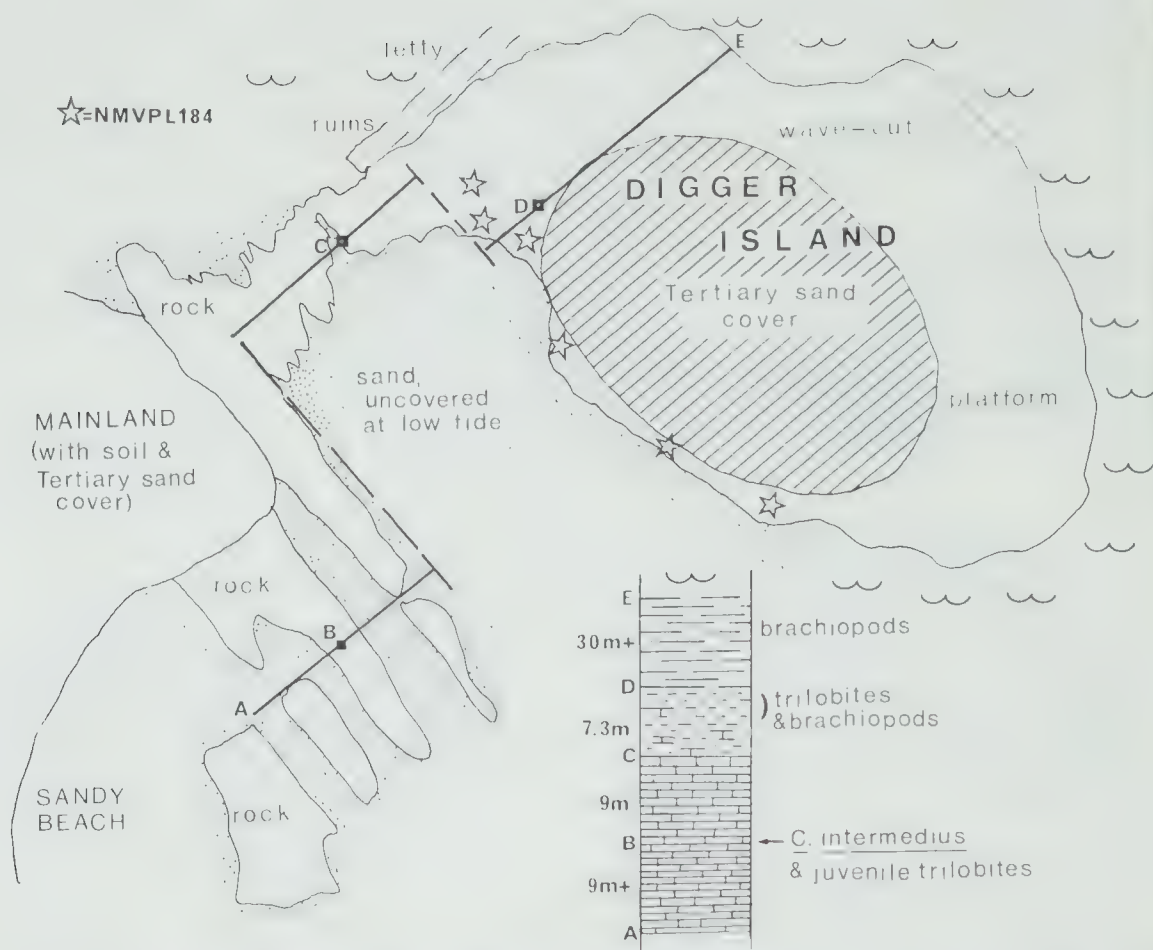 E
jetty
☆=NMVPL184
ruins
wave-cut
DIGGER
D
ISLAND
C
Tertiary sand
cover
rock
sand,
uncovered
at low tide
platform
MAINLAND
(with soil &
Tertiary sand
cover)
rock
B
A
SANDY
BEACH
rock
E
brachiopods
30m+
D
trilobites
& brachiopods
7.3m
C
9m
B
C. intermedius
& juvenile trilobites
9m+
A